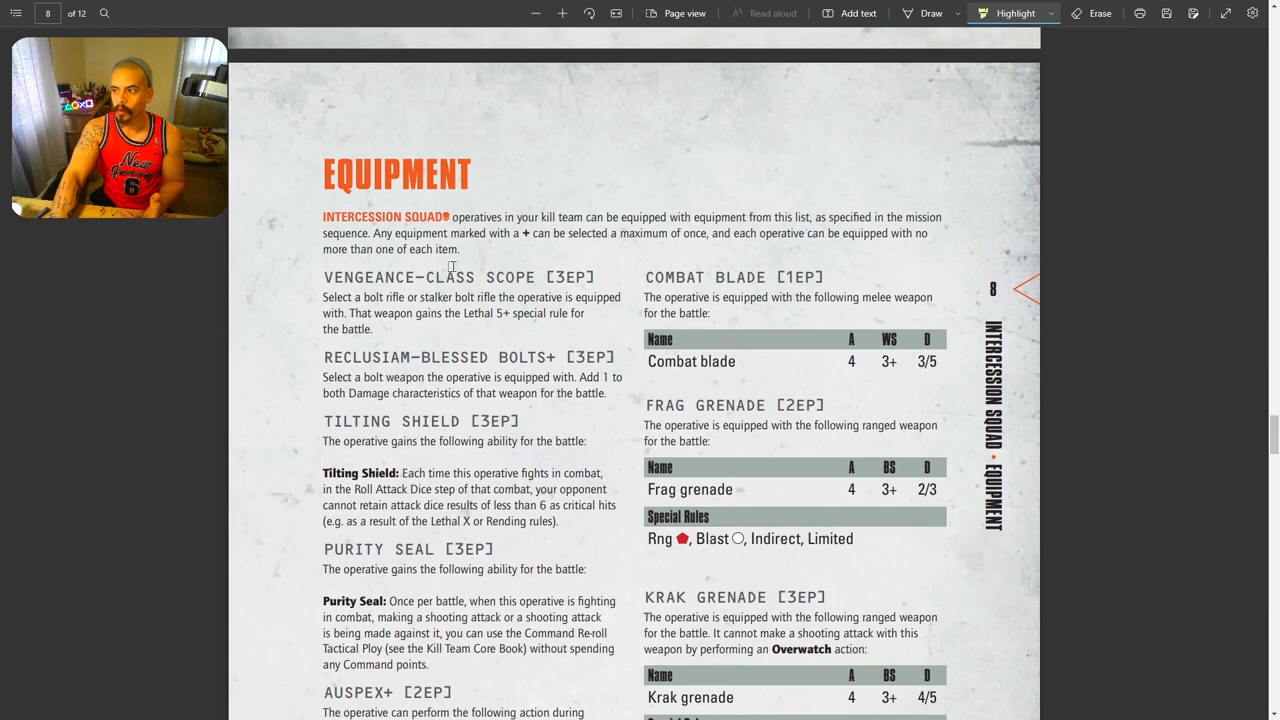 8 of 12
Page view
Read aloud
Add text
Draw
Highlight
Erase
New
Jersey
6
EQUIPMENT
INTERCESSION SQUAD operatives in your kill team can be equipped with equipment from this list, as specified in the mission
sequence. Any equipment marked with a + can be selected a maximum of once, and each operative can be equipped with no
more than one of each item.
VENGEANCE-CLASS SCOPE [3EP]
Select a bolt rifle or stalker bolt rifle the operative is equipped
with. That weapon gains the Lethal 5+ special rule for
the battle.
RECLUSIAM-BLESSED BOLTS+ [3EP]
Select a bolt weapon the operative is equipped with. Add 1 to
both Damage characteristics of that weapon for the battle.
TILTING SHIELD [3EP]
The operative gains the following ability for the battle:
Tilting Shield: Each time this operative fights in combat,
in the Roll Attack Dice step of that combat, your opponent
cannot retain attack dice results of less than 6 as critical hits
(e.g. as a result of the Lethal X or Rending rules).
PURITY SEAL [3EP]
The operative gains the following ability for the battle:
Purity Seal: Once per battle, when this operative is fighting
in combat, making a shooting attack or a shooting attack
is being made against it, you can use the Command Re-roll
Tactical Ploy (see the Kill Team Core Book) without spending
any Command points.
AUSPEX+ [2EP]
The operative can perform the following action during
COMBAT BLADE [1EP]
The operative is equipped with the following melee weapon
for the battle:
Name A WS D
Combat blade 4 3+ 3/5
FRAG GRENADE [2EP]
The operative is equipped with the following ranged weapon
for the battle:
Name A BS D
Frag grenade 4 3+ 2/3
Special Rules
Rng , Blast , Indirect, Limited
KRAK GRENADE [3EP]
The operative is equipped with the following ranged weapon
for the battle. It cannot make a shooting attack with this
weapon by performing an Overwatch action:
Name A BS D
Krak grenade 4 3+ 4/5
Special Rules
8
INTERCESSION SQUAD • EQUIPMENT